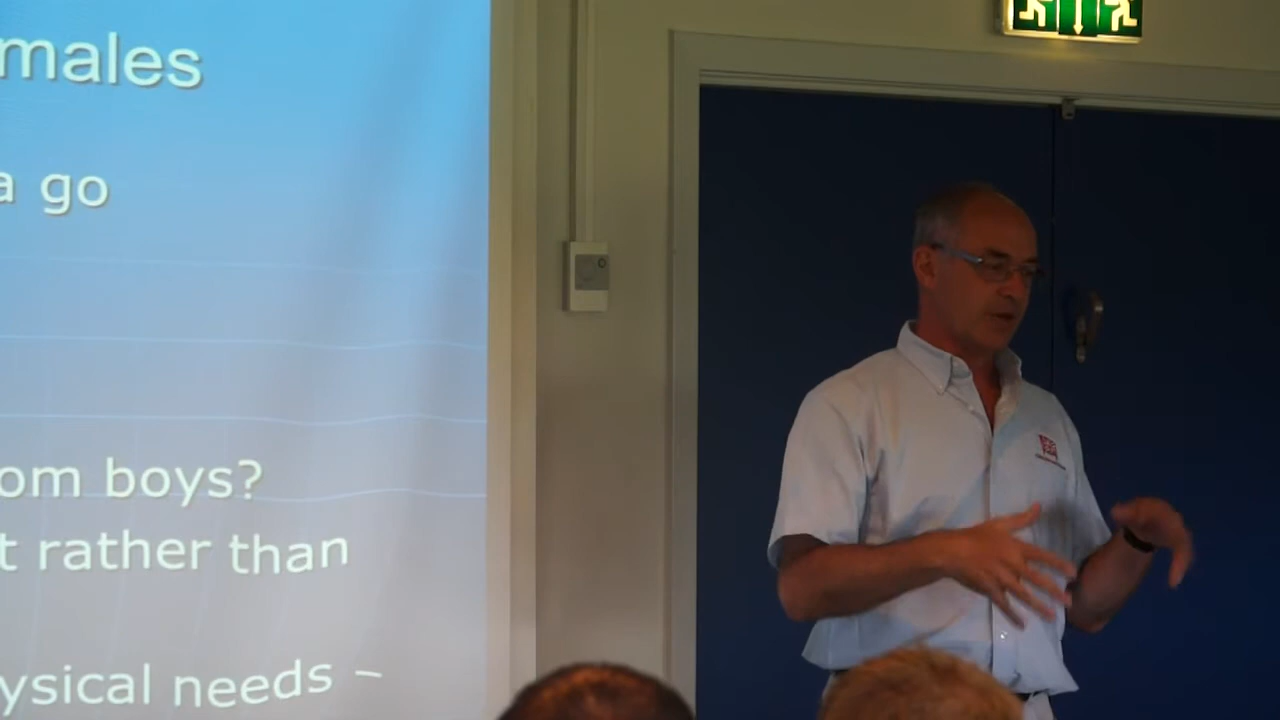 males
a go
om boys?
t rather than
ysical needs –